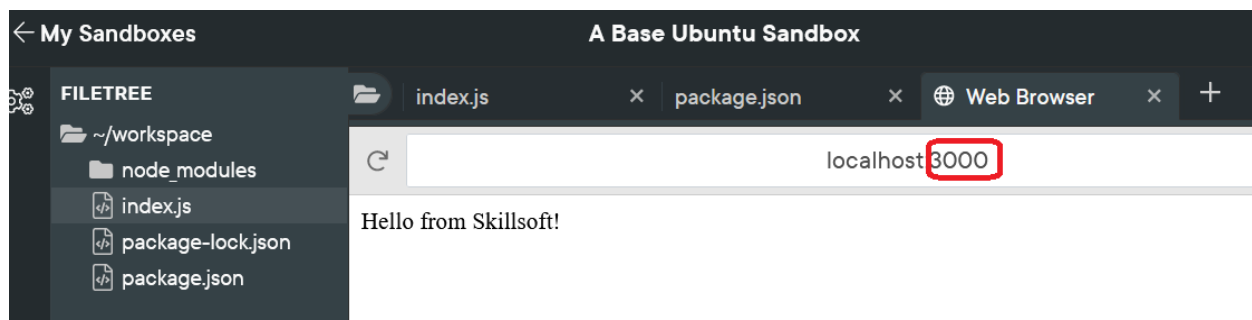 My Sandboxes
A Base Ubuntu Sandbox
FILETREE
~/workspace
node_modules
index.js
package-lock.json
package.json
index.js
package.json
Web Browser
localhost:3000
Hello from Skillsoft!